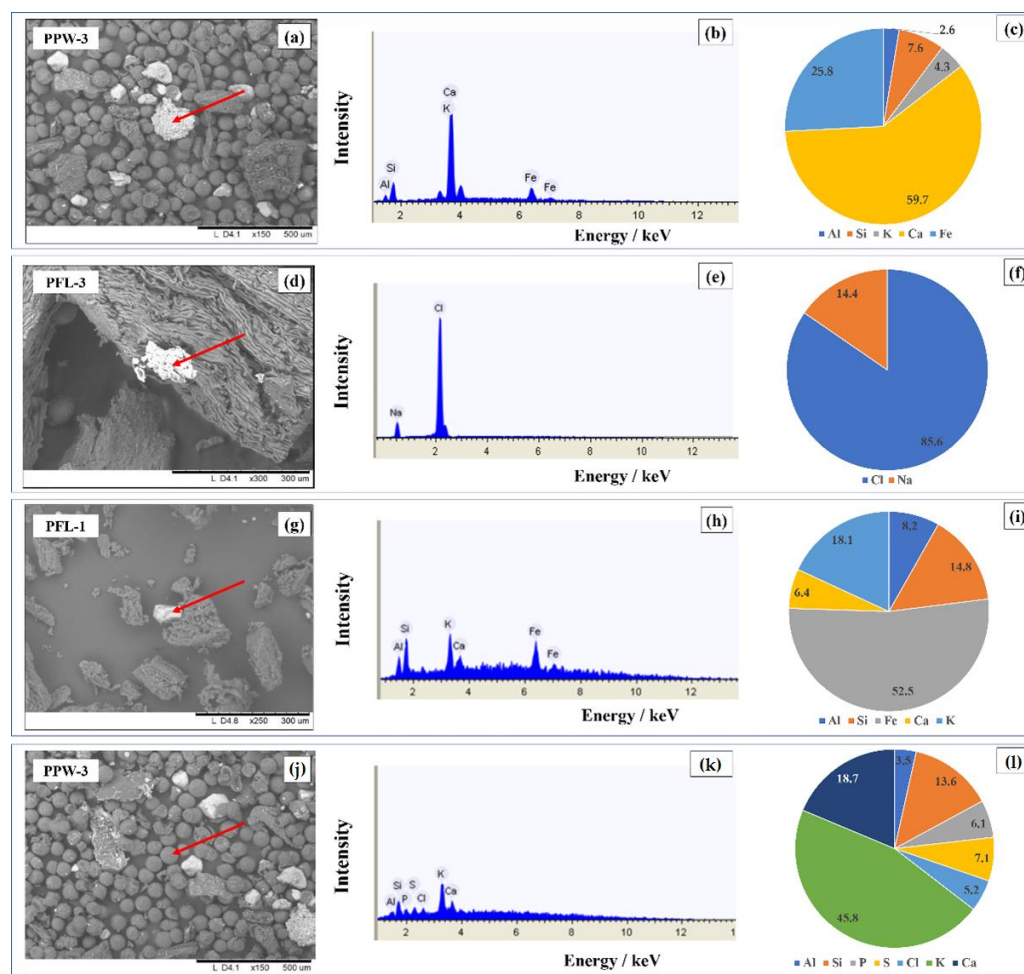 PPW-3
(a)
L D4.1 x150 500 um
(b)
Intensity
Ca
K
Si
Al
Fe
Fe
2 4 6 8 10 12
Energy / keV
(c)
2.6
7.6
4.3
25.8
59.7
Al Si K Ca Fe
PFL-3
(d)
L D4.1 x300 300 um
(e)
Intensity
Cl
Na
2 4 6 8 10 12
Energy / keV
(f)
14.4
85.6
Cl Na
PFL-1
(g)
L D4.8 x250 300 um
(h)
Intensity
Si
Al
K
Ca
Fe
Fe
2 4 6 8 10 12
Energy / keV
(i)
8.2
18.1
14.8
6.4
52.5
Al Si Fe Ca K
PPW-3
(j)
L D4.1 x150 500 um
(k)
Intensity
K
Si S
Al P Cl Ca
2 4 6 8 10 12 14
Energy / keV
(l)
3.5
18.7
13.6
6.1
7.1
5.2
45.8
Al Si P S Cl K Ca